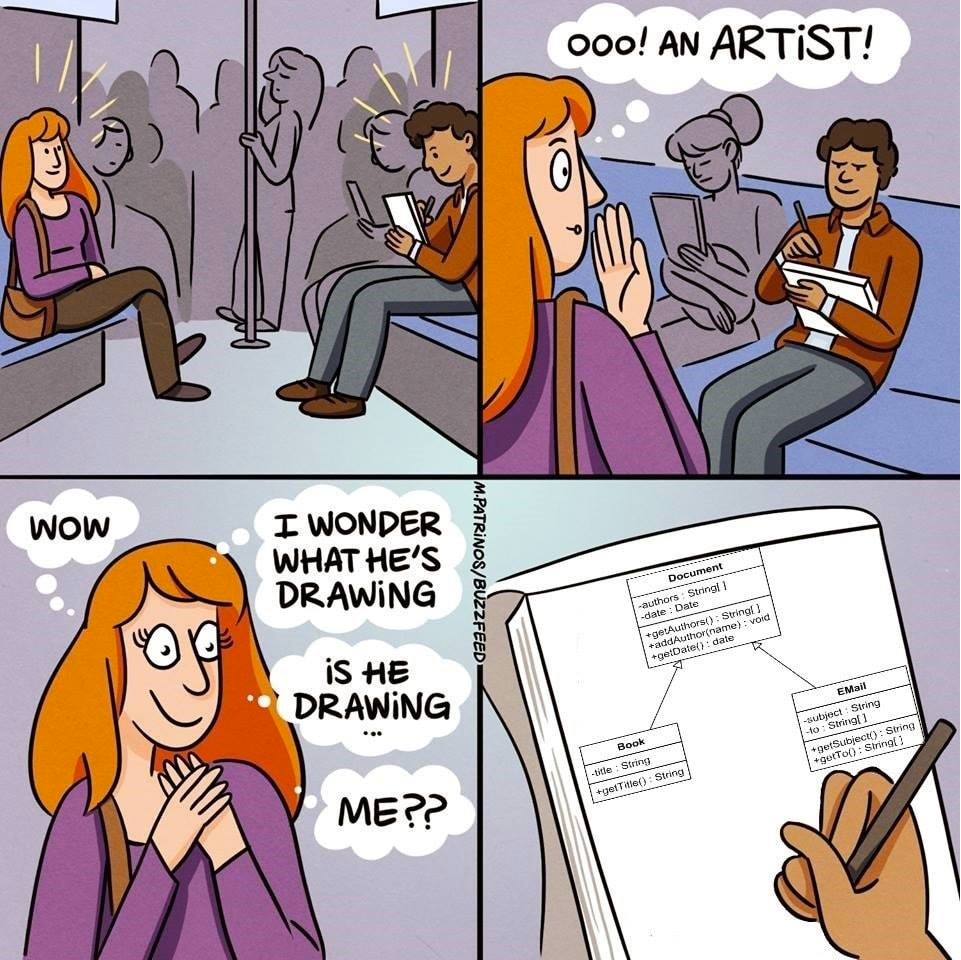 OOO! AN ARTiST!
WOW
I WONDER
WHAT HE'S
DRAWiNG
iS HE
DRAWiNG
...
ME??
M.PATRiNOS/BUZZFEED
Document
-authors : String[ ]
-date : Date
+getAuthors() : String[ ]
+addAuthor(name) : void
+getDate() : date
Book
-title : String
+getTitle() : String
EMail
-subject : String
-to : String[ ]
+getSubject() : String
+getTo() : String[ ]